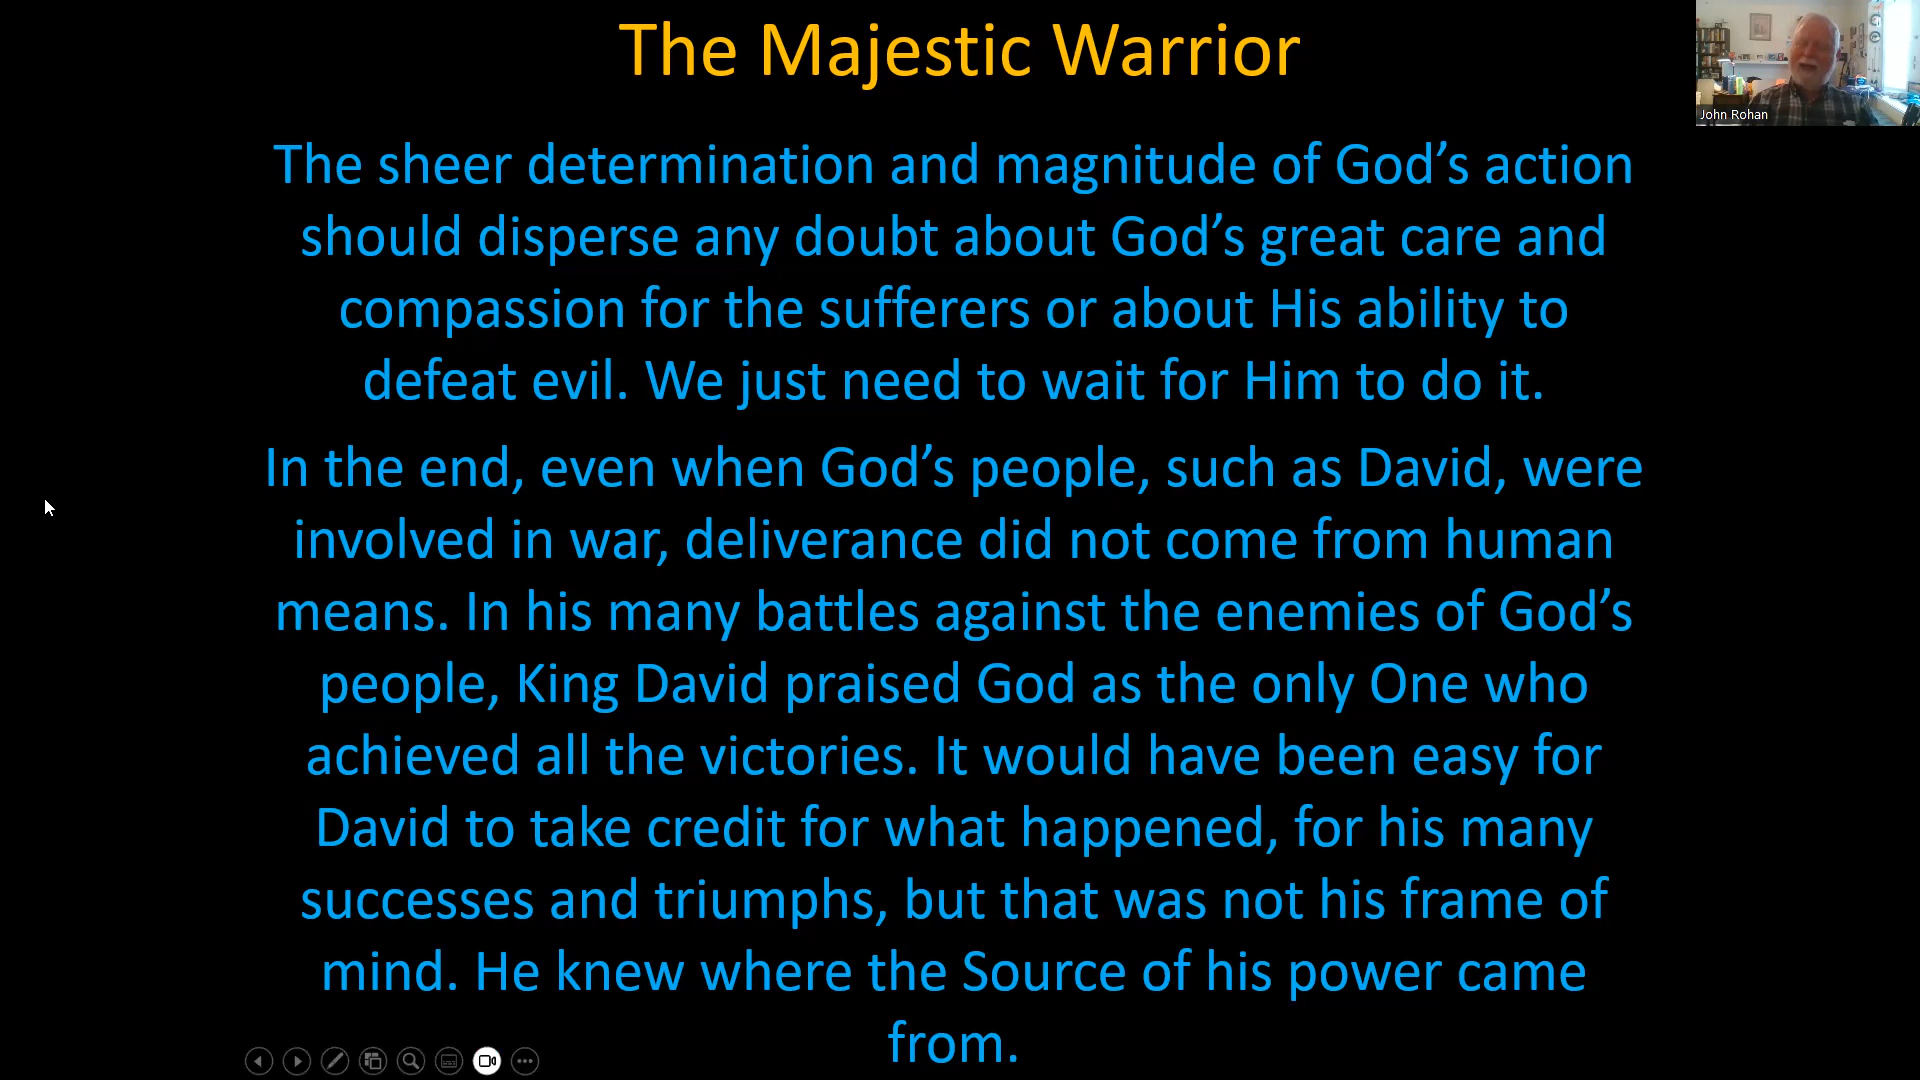 The Majestic Warrior
John Rohan
The sheer determination and magnitude of God’s action
should disperse any doubt about God’s great care and
compassion for the sufferers or about His ability to
defeat evil. We just need to wait for Him to do it.
In the end, even when God’s people, such as David, were
involved in war, deliverance did not come from human
means. In his many battles against the enemies of God’s
people, King David praised God as the only One who
achieved all the victories. It would have been easy for
David to take credit for what happened, for his many
successes and triumphs, but that was not his frame of
mind. He knew where the Source of his power came
from.